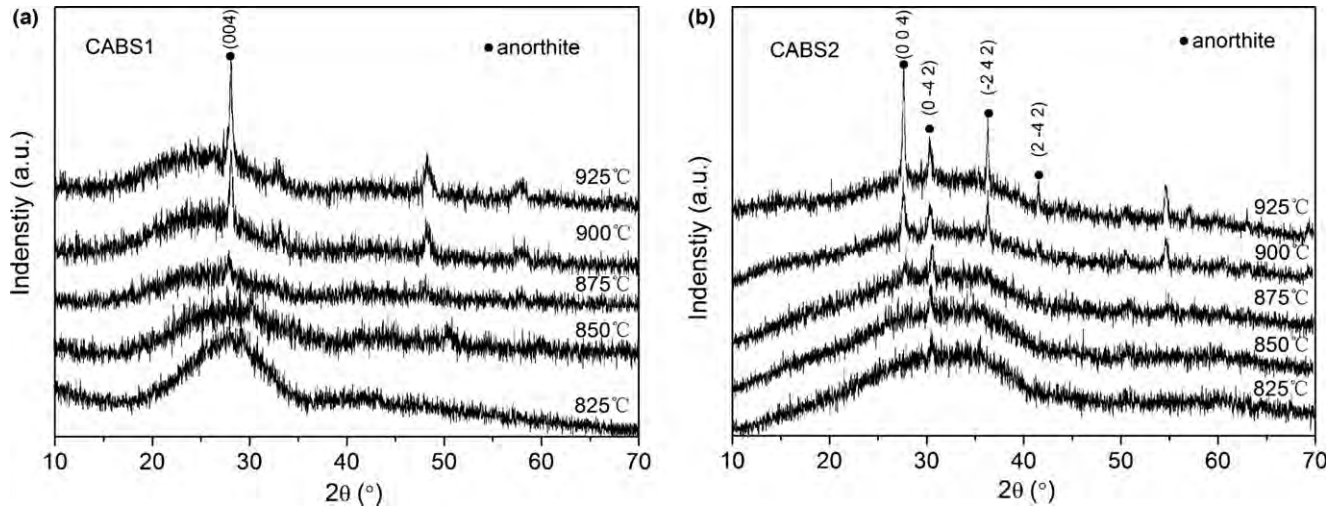 (a)
CABS1
(004)
● anorthite
Indenstiy (a.u.)
925℃
900℃
875℃
850℃
825℃
10 20 30 40 50 60 70
2θ (°)
(b)
CABS2
(0 0 4)
(0 -4 2)
(-2 4 2)
(2 -4 2)
● anorthite
Indenstiy (a.u.)
925℃
900℃
875℃
850℃
825℃
10 20 30 40 50 60 70
2θ (°)